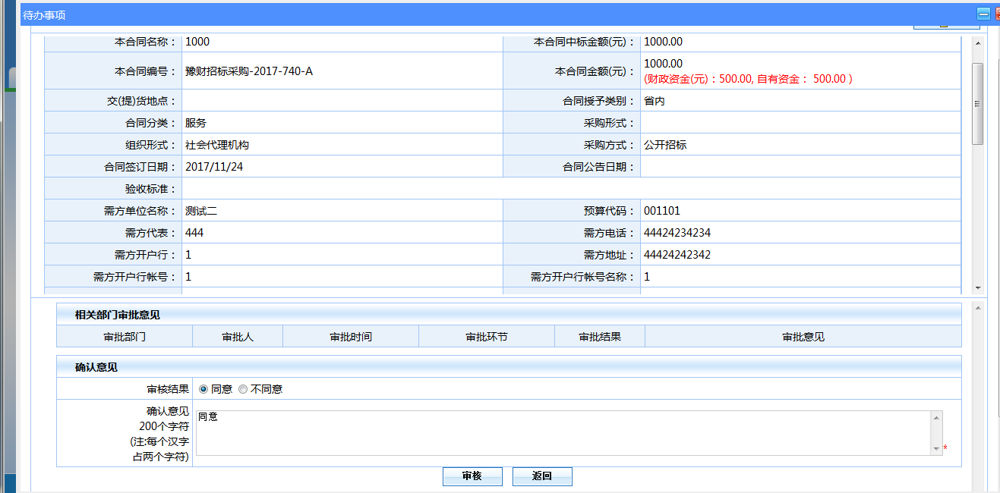 待办事项
本合同名称： 1000 本合同中标金额(元)： 1000.00
本合同编号： 豫财招标采购-2017-740-A 本合同金额(元)： 1000.00
(财政资金(元)：500.00, 自有资金： 500.00 )
交(提)货地点： 合同授予类别： 省内
合同分类： 服务 采购形式：
组织形式： 社会代理机构 采购方式： 公开招标
合同签订日期： 2017/11/24 合同公告日期：
验收标准：
需方单位名称： 测试二 预算代码： 001101
需方代表： 444 需方电话： 44424234234
需方开户行： 1 需方地址： 44424242342
需方开户行帐号： 1 需方开户行帐号名称： 1
相关部门审批意见
审批部门 审批人 审批时间 审批环节 审批结果 审批意见
确认意见
审核结果 同意 不同意
确认意见
200个字符
(注:每个汉字
占两个字符)
同意
*
审核 返回